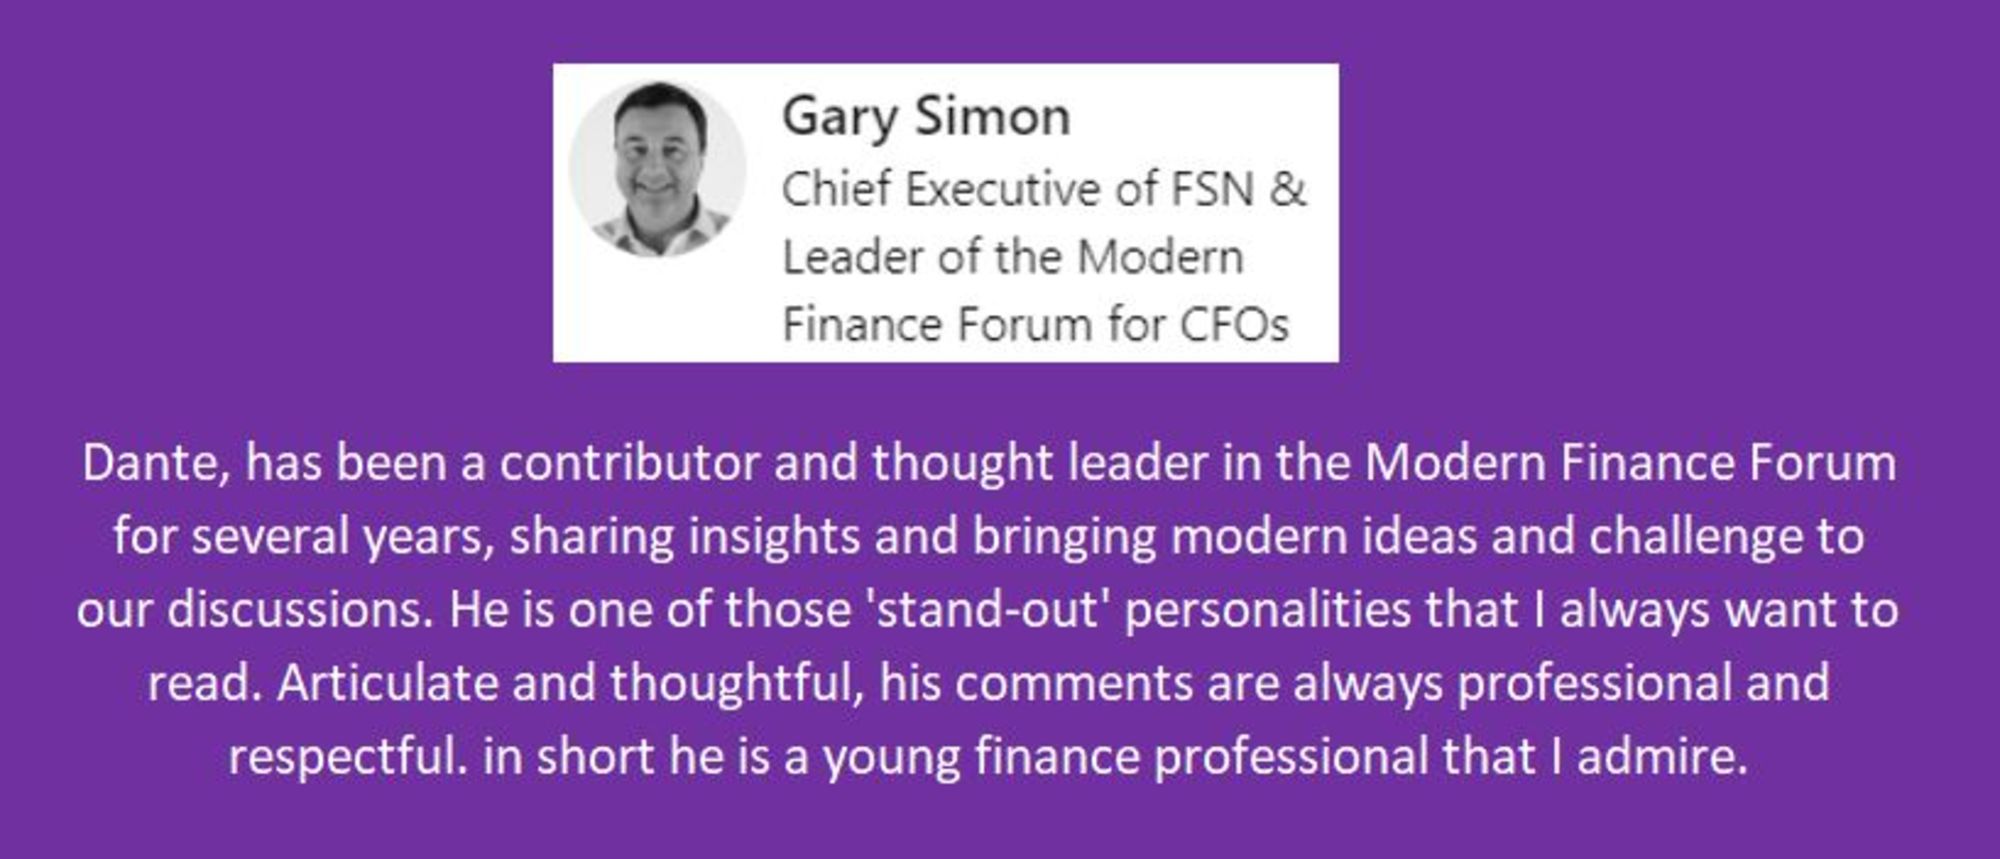 Gary Simon
Chief Executive of FSN &
Leader of the Modern
Finance Forum for CFOs
Dante, has been a contributor and thought leader in the Modern Finance Forum
for several years, sharing insights and bringing modern ideas and challenge to
our discussions. He is one of those 'stand-out' personalities that I always want to
read. Articulate and thoughtful, his comments are always professional and
respectful. in short he is a young finance professional that I admire.